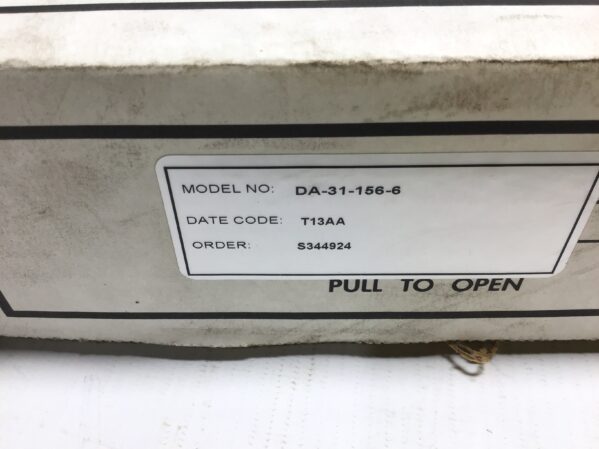 MODEL NO: DA-31-156-6
DATE CODE: T13AA
ORDER: S344924
PULL TO OPEN